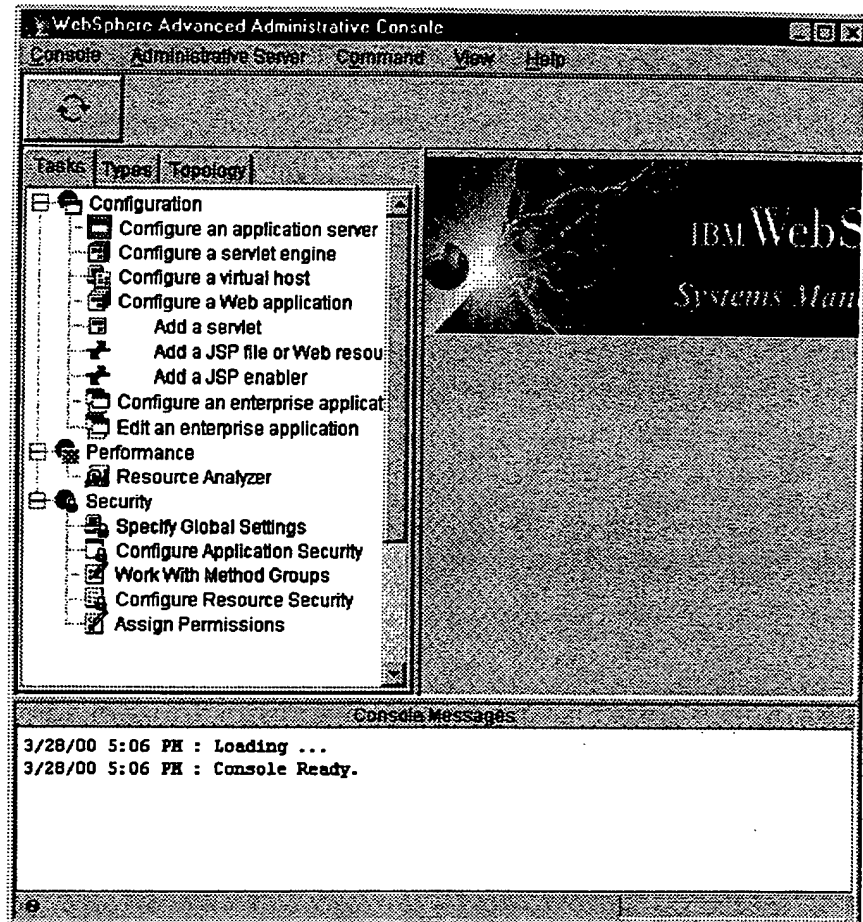 WebSphere Advanced Administrative Console
Console Administrative Server Command View Help
Tasks Types Topology
Configuration
Configure an application server
Configure a servlet engine
Configure a virtual host
Configure a Web application
Add a servlet
Add a JSP file or Web resou
Add a JSP enabler
Configure an enterprise applicat
Edit an enterprise application
Performance
Resource Analyzer
Security
Specify Global Settings
Configure Application Security
Work With Method Groups
Configure Resource Security
Assign Permissions
IBM WebS
Systems Man
Console Messages
3/28/00 5:06 PM : Loading ...
3/28/00 5:06 PM : Console Ready.